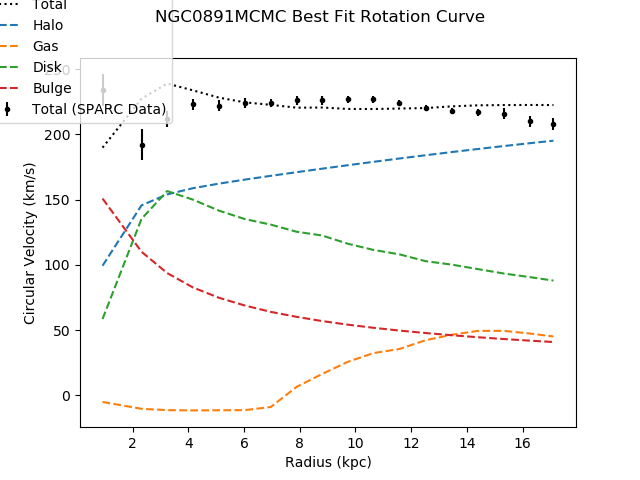 NGC0891MCMC Best Fit Rotation Curve
Total
Halo
Gas
Disk
Bulge
Total (SPARC Data)
250
200
150
100
50
0
Circular Velocity (km/s)
2 4 6 8 10 12 14 16
Radius (kpc)